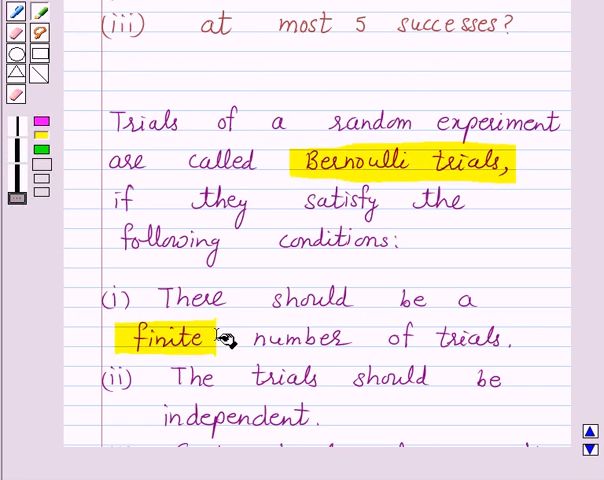 (iii) at most 5 successes?
Trials of a random experiment
are called Bernoulli trials,
if they satisfy the
following conditions:
(i) There should be a
finite number of trials.
(ii) The trials should be
independent.